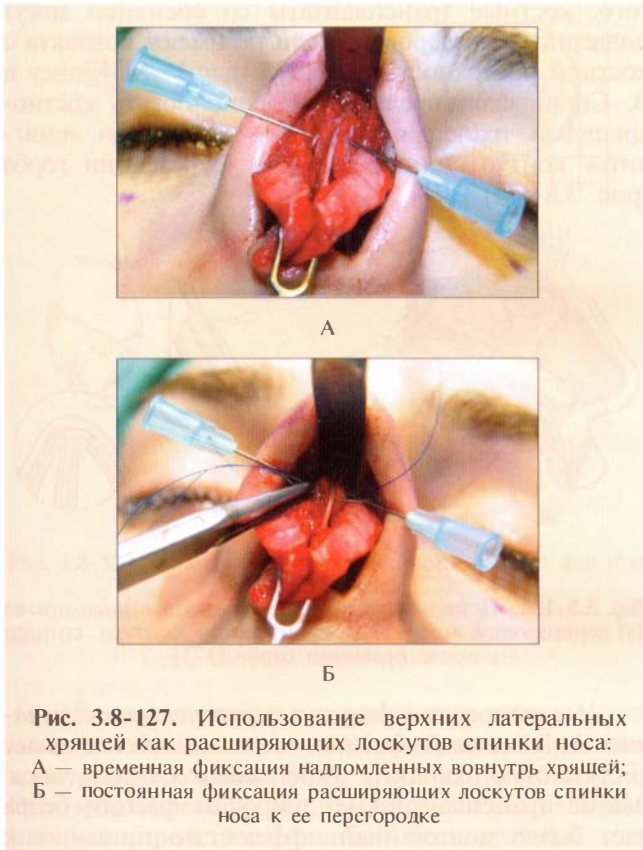 А
Б
Рис. 3.8-127. Использование верхних латеральных
хрящей как расширяющих лоскутов спинки носа:
А — временная фиксация надломленных вовнутрь хрящей;
Б — постоянная фиксация расширяющих лоскутов спинки
носа к ее перегородке